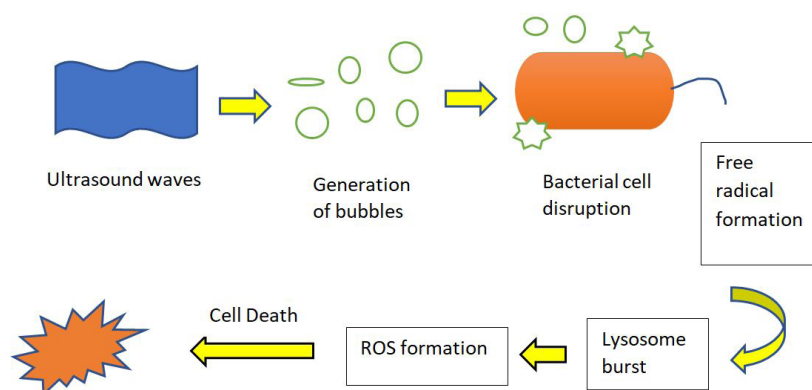 Ultrasound waves
Generation
of bubbles
Bacterial cell
disruption
Free
radical
formation
Lysosome
burst
ROS formation
Cell Death